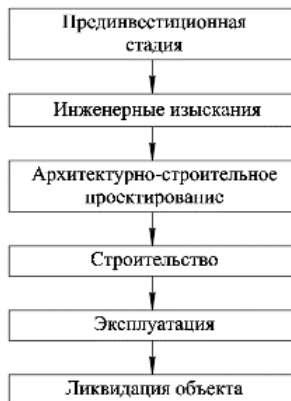 Прединвестиционная
стадия
Инженерные изыскания
Архитектурно-строительное
проектирование
Строительство
Эксплуатация
Ликвидация объекта